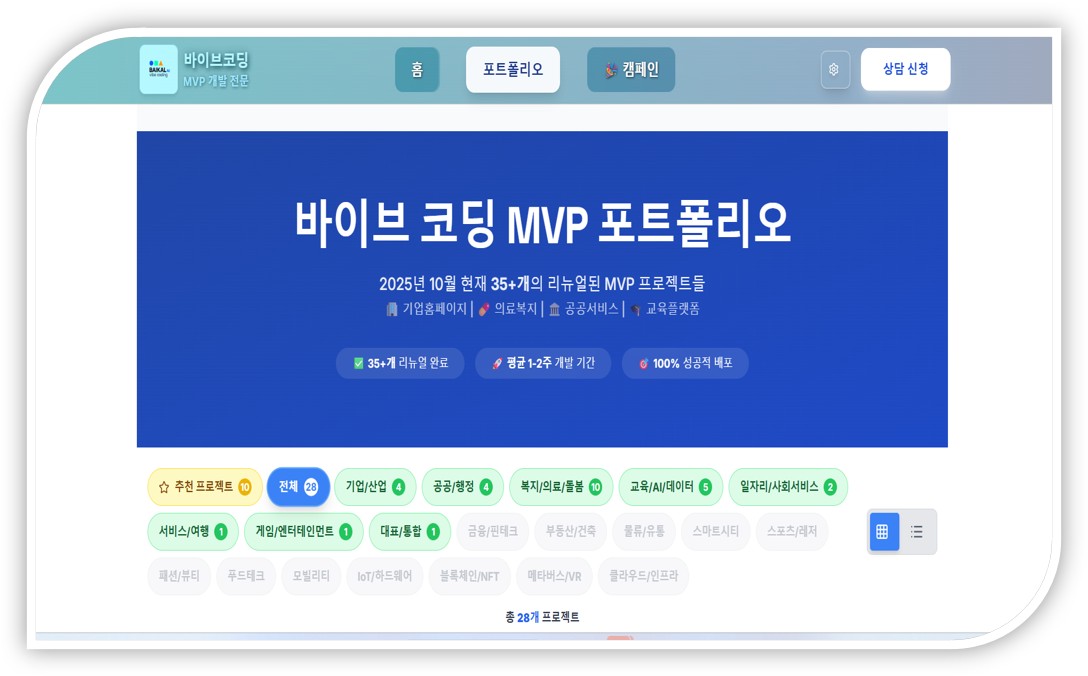 바이브코딩
MVP 개발 전문
홈
포트폴리오
캠페인
상담 신청
바이브 코딩 MVP 포트폴리오
2025년 10월 현재 35+개의 리뉴얼된 MVP 프로젝트들
기업홈페이지 | 의료복지 | 공공서비스 | 교육플랫폼
35+개 리뉴얼 완료
평균 1-2주 개발 기간
100% 성공적 배포
추천 프로젝트 10
전체 28
기업/산업 4
공공/행정 4
복지/의료/돌봄 10
교육/AI/데이터 5
일자리/사회서비스 2
서비스/여행 1
게임/엔터테인먼트 1
대표/통합 1
금융/핀테크
부동산/건축
물류/유통
스마트시티
스포츠/레저
패션/뷰티
푸드테크
모빌리티
IoT/하드웨어
블록체인/NFT
메타버스/VR
클라우드/인프라
총 28개 프로젝트